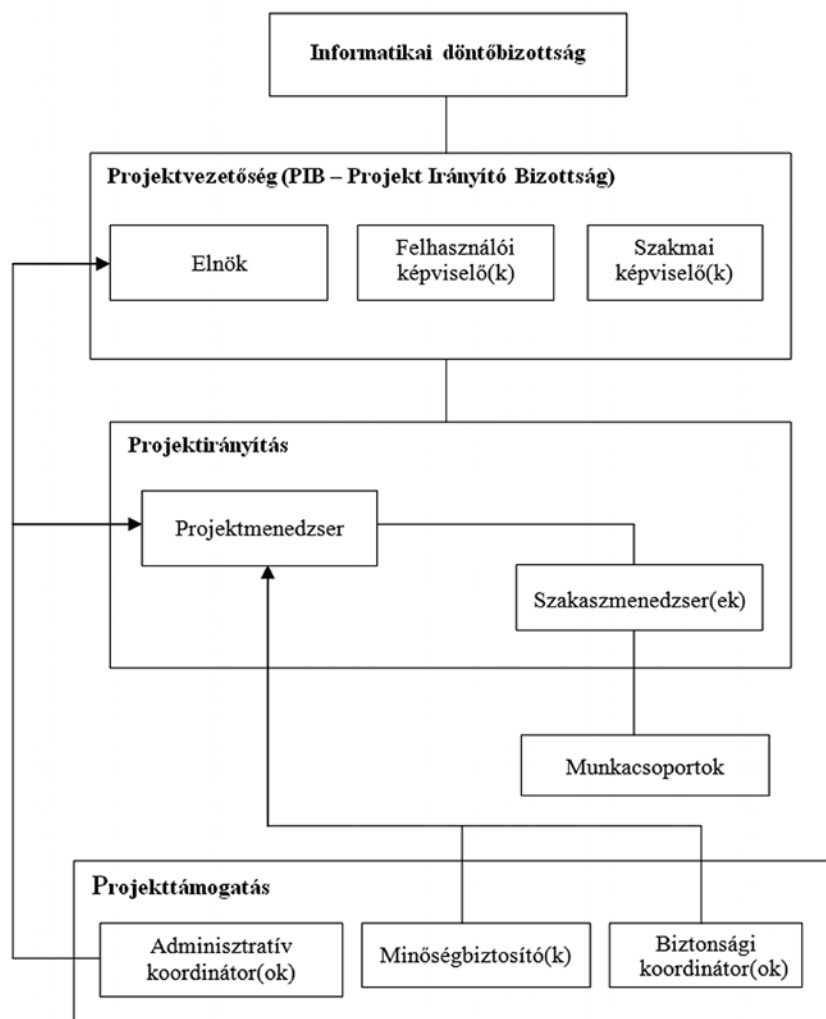 Informatikai döntőbizottság
Projektvezetőség (PIB – Projekt Irányító Bizottság)
Elnök
Felhasználói
képviselő(k)
Szakmai
képviselő(k)
Projektirányítás
Projektmenedzser
Szakaszmenedzser(ek)
Munkacsoportok
Projekttámogatás
Adminisztratív
koordinátor(ok)
Minőségbiztosító(k)
Biztonsági
koordinátor(ok)